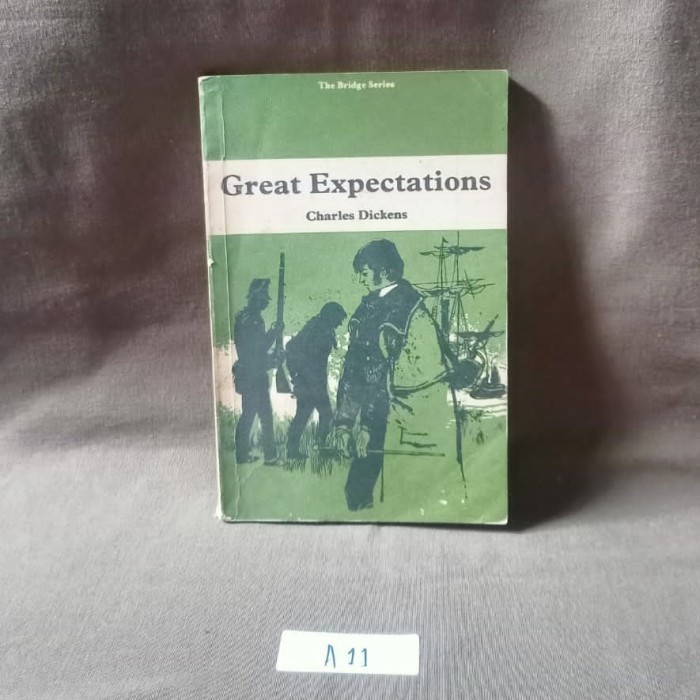 The Bridge Series
Great Expectations
Charles Dickens
A 11